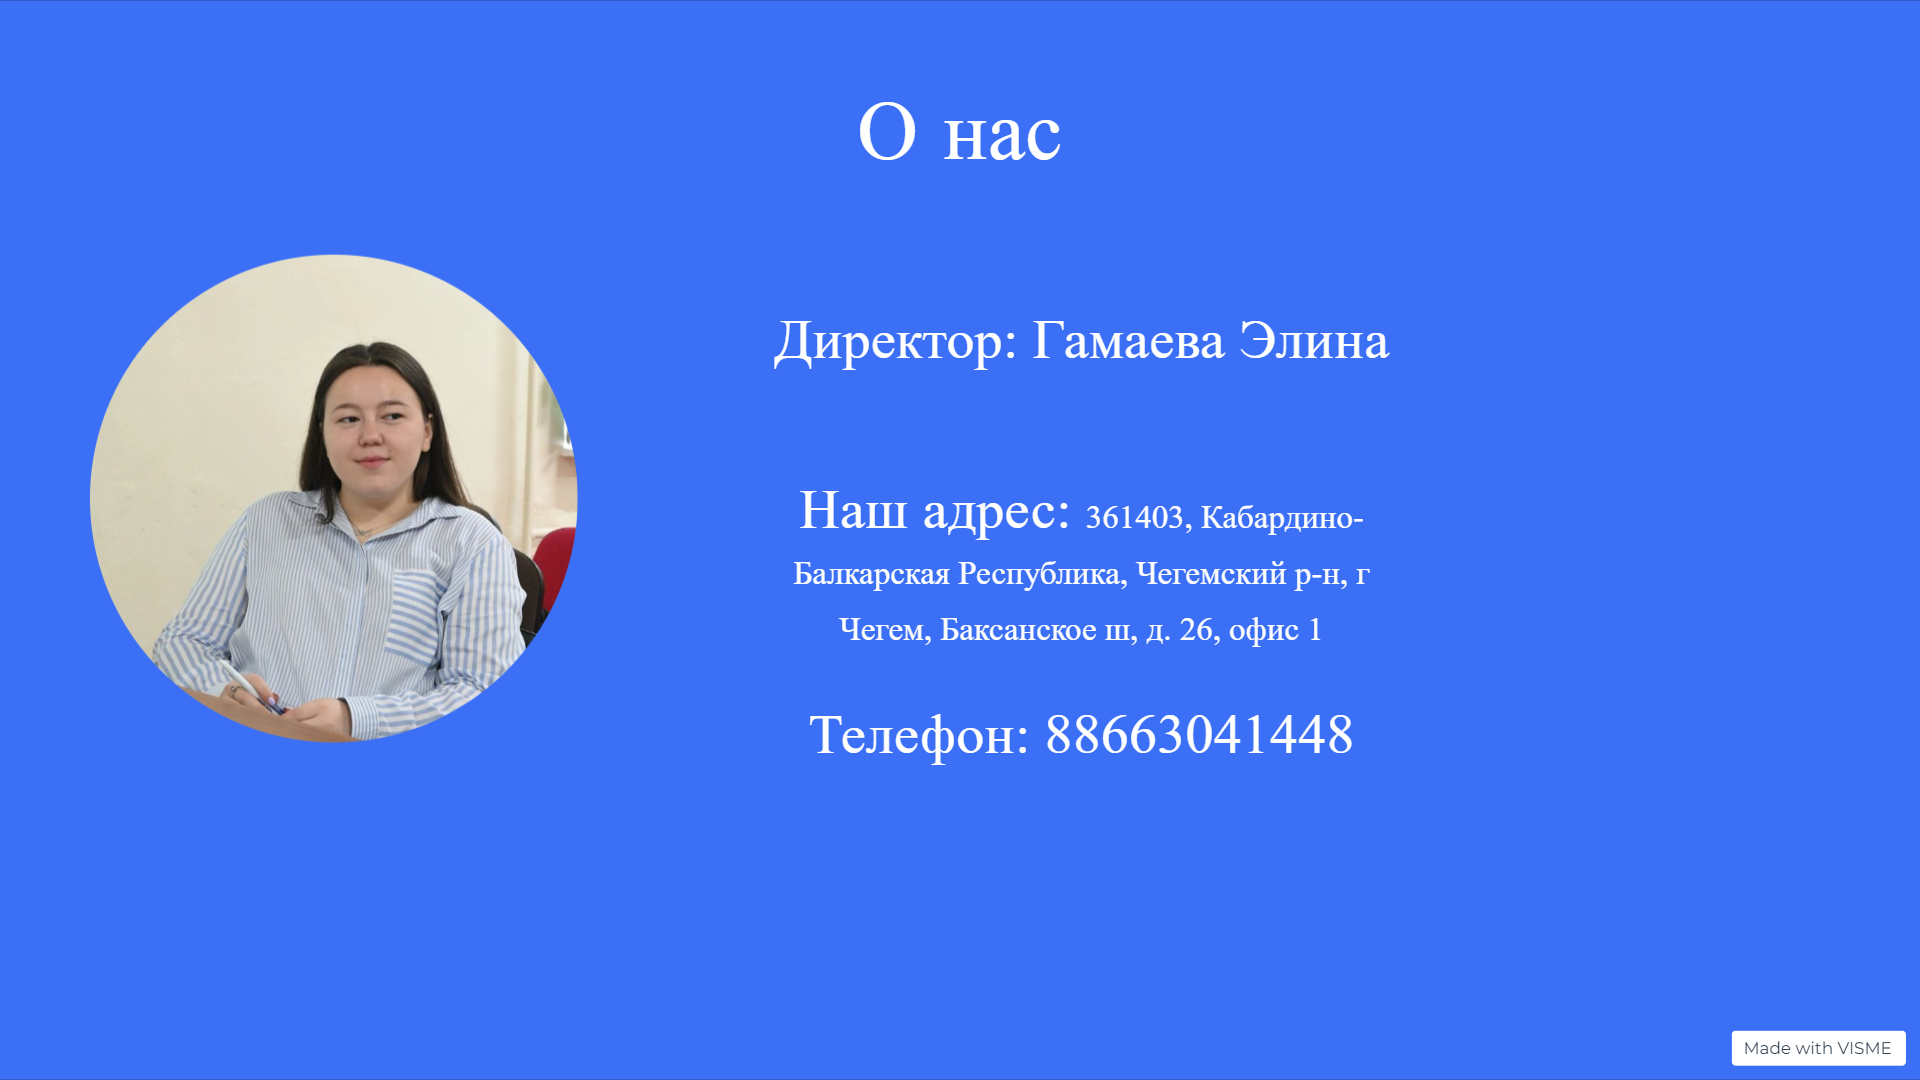 О нас
Директор: Гамаева Элина
Наш адрес: 361403, Кабардино-
Балкарская Республика, Чегемский р-н, г
Чегем, Баксанское ш, д. 26, офис 1
Телефон: 88663041448
Made with VISME